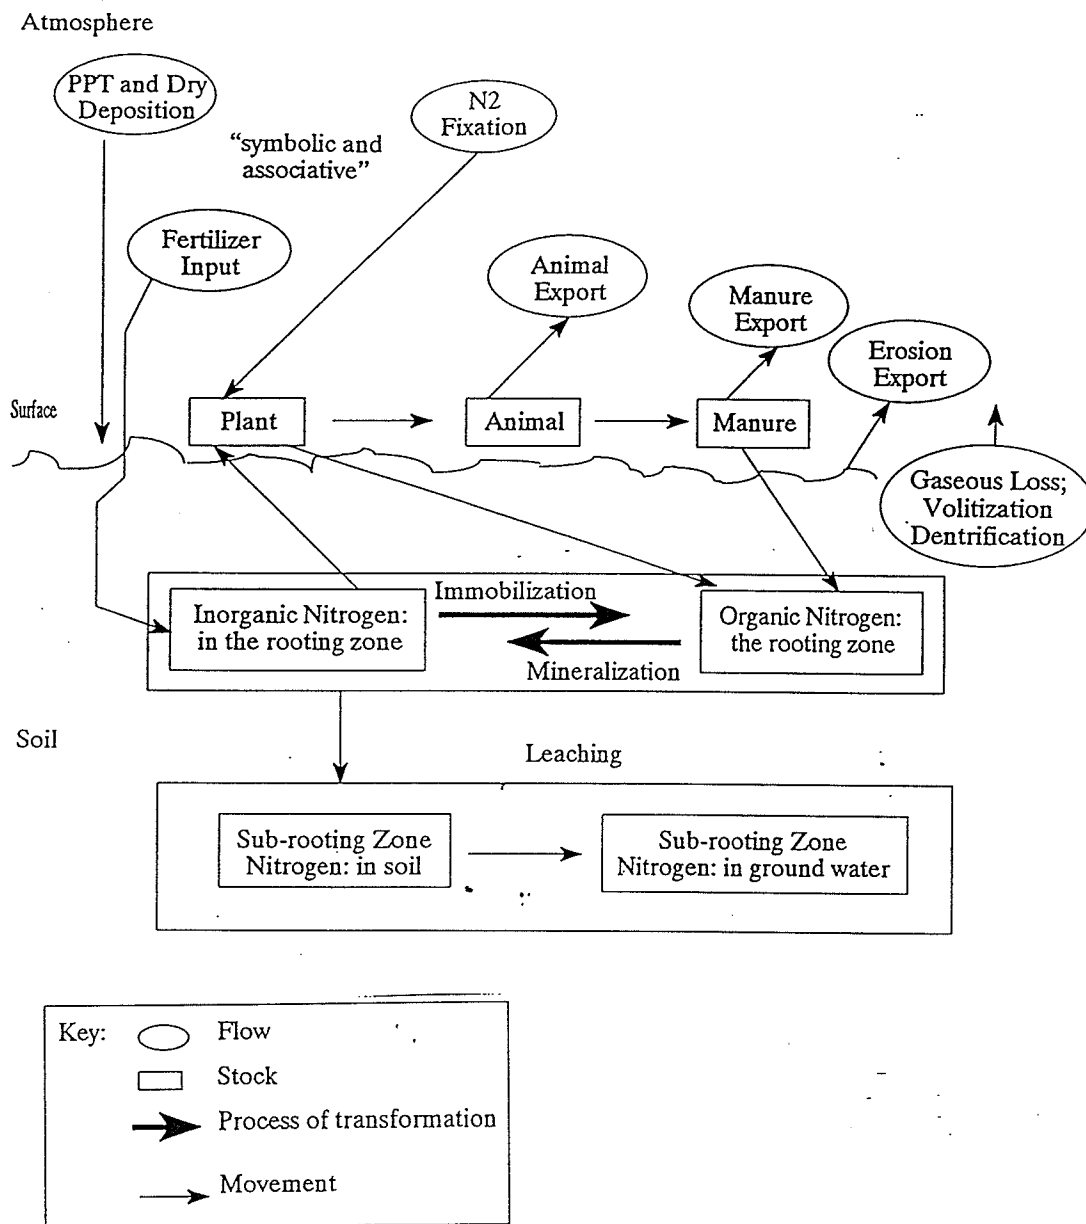 Atmosphere
PPT and Dry
Deposition
N2
Fixation
“symbolic and
associative”
Fertilizer
Input
Animal
Export
Manure
Export
Erosion
Export
Surface
Plant
Animal
Manure
Gaseous Loss;
Volitization
Dentrification
Immobilization
Inorganic Nitrogen:
in the rooting zone
Organic Nitrogen:
the rooting zone
Mineralization
Soil
Leaching
Sub-rooting Zone
Nitrogen: in soil
Sub-rooting Zone
Nitrogen: in ground water
Key:
Flow
Stock
Process of transformation
Movement